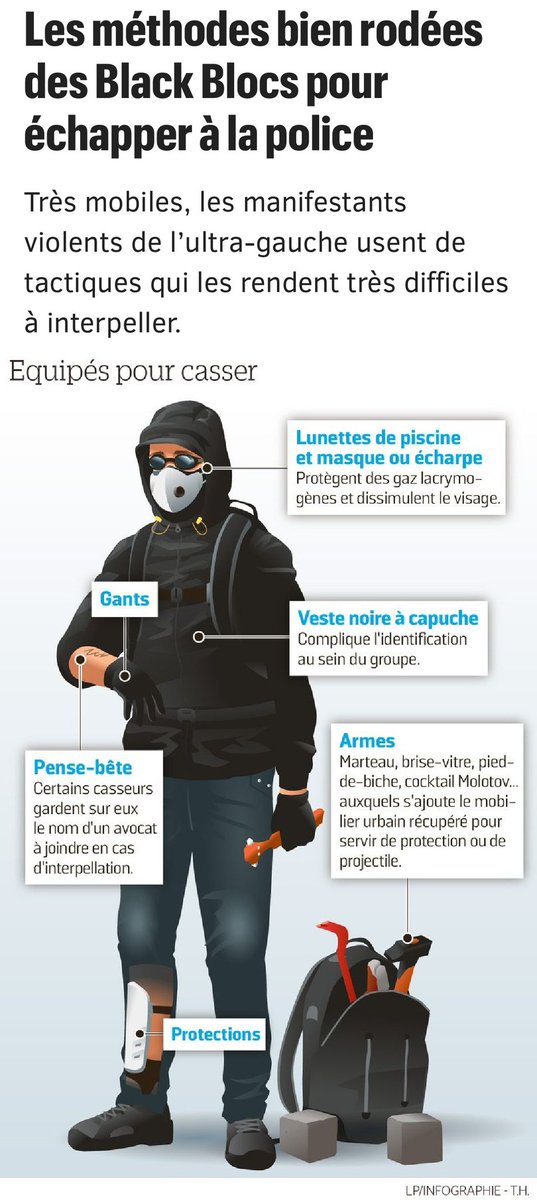 Les méthodes bien rodées
des Black Blocs pour
échapper à la police
Très mobiles, les manifestants
violents de l'ultra-gauche usent de
tactiques qui les rendent très difficiles
à interpeller.
Equipés pour casser
Lunettes de piscine
et masque ou écharpe
Protègent des gaz lacrymo-
gènes et dissimulent le visage.
Gants
Veste noire à capuche
Complique l'identification
au sein du groupe.
Pense-bête
Certains casseurs
gardent sur eux
le nom d'un avocat
à joindre en cas
d'interpellation.
Armes
Marteau, brise-vitre, pied-
de-biche, cocktail Molotov...
auxquels s'ajoute le mobi-
lier urbain récupéré pour
servir de protection ou de
projectile.
Protections
LP/INFOGRAPHIE - T.H.